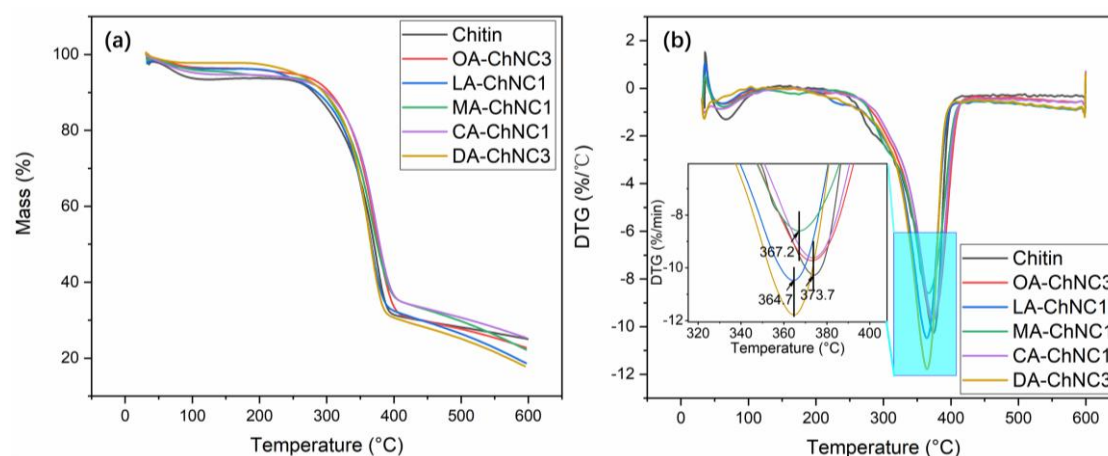 (a)
Chitin
OA-ChNC3
LA-ChNC1
MA-ChNC1
CA-ChNC1
DA-ChNC3
Mass (%)
100
80
60
40
20
0 100 200 300 400 500 600
Temperature (°C)
(b)
DTG (%/℃)
2
0
-2
-4
-6
-8
-10
-12
0 100 200 300 400 500 600
Temperature (°C)
DTG (%/min)
-8
-10
-12
367.2
364.7
373.7
320 340 360 380 400
Temperature (°C)
Chitin
OA-ChNC3
LA-ChNC1
MA-ChNC1
CA-ChNC1
DA-ChNC3